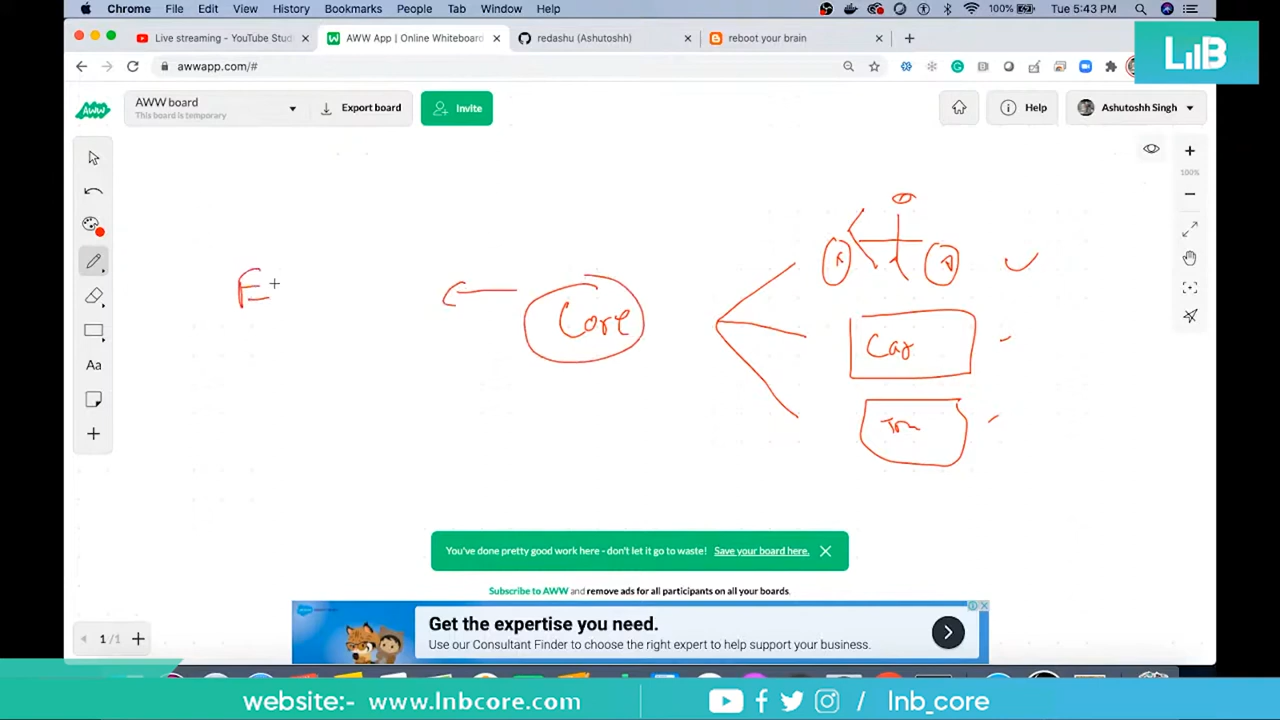 Chrome File Edit View History Bookmarks People Tab Window Help 100% Tue 5:43 PM
Live streaming - YouTube Stud
AWW App | Online Whiteboard
redashu (Ashutoshh)
reboot your brain
awwapp.com/#
LNB
AWW
AWW board
This board is temporary
Export board
Invite
Help
Ashutoshh Singh
100%
E
Core
Car
Aa
You've done pretty good work here - don't let it go to waste! Save your board here.
Subscribe to AWW and remove ads for all participants on all your boards.
Get the expertise you need.
Use our Consultant Finder to choose the right expert to help support your business.
1/1
website:- www.lnbcore.com
lnb_core